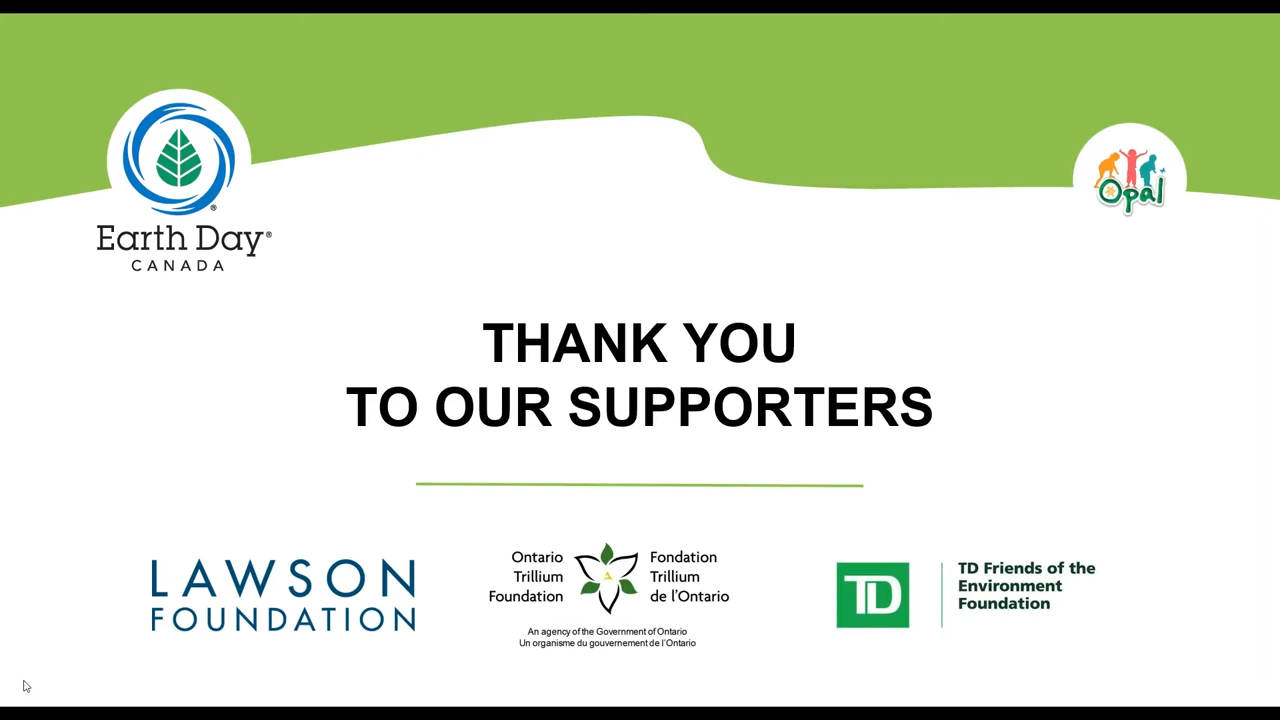 Earth Day®
CANADA
Opal
THANK YOU
TO OUR SUPPORTERS
LAWSON
FOUNDATION
Ontario
Trillium
Foundation
Fondation
Trillium
de l'Ontario
An agency of the Government of Ontario
Un organisme du gouvernement de l'Ontario
TD
TD Friends of the
Environment
Foundation